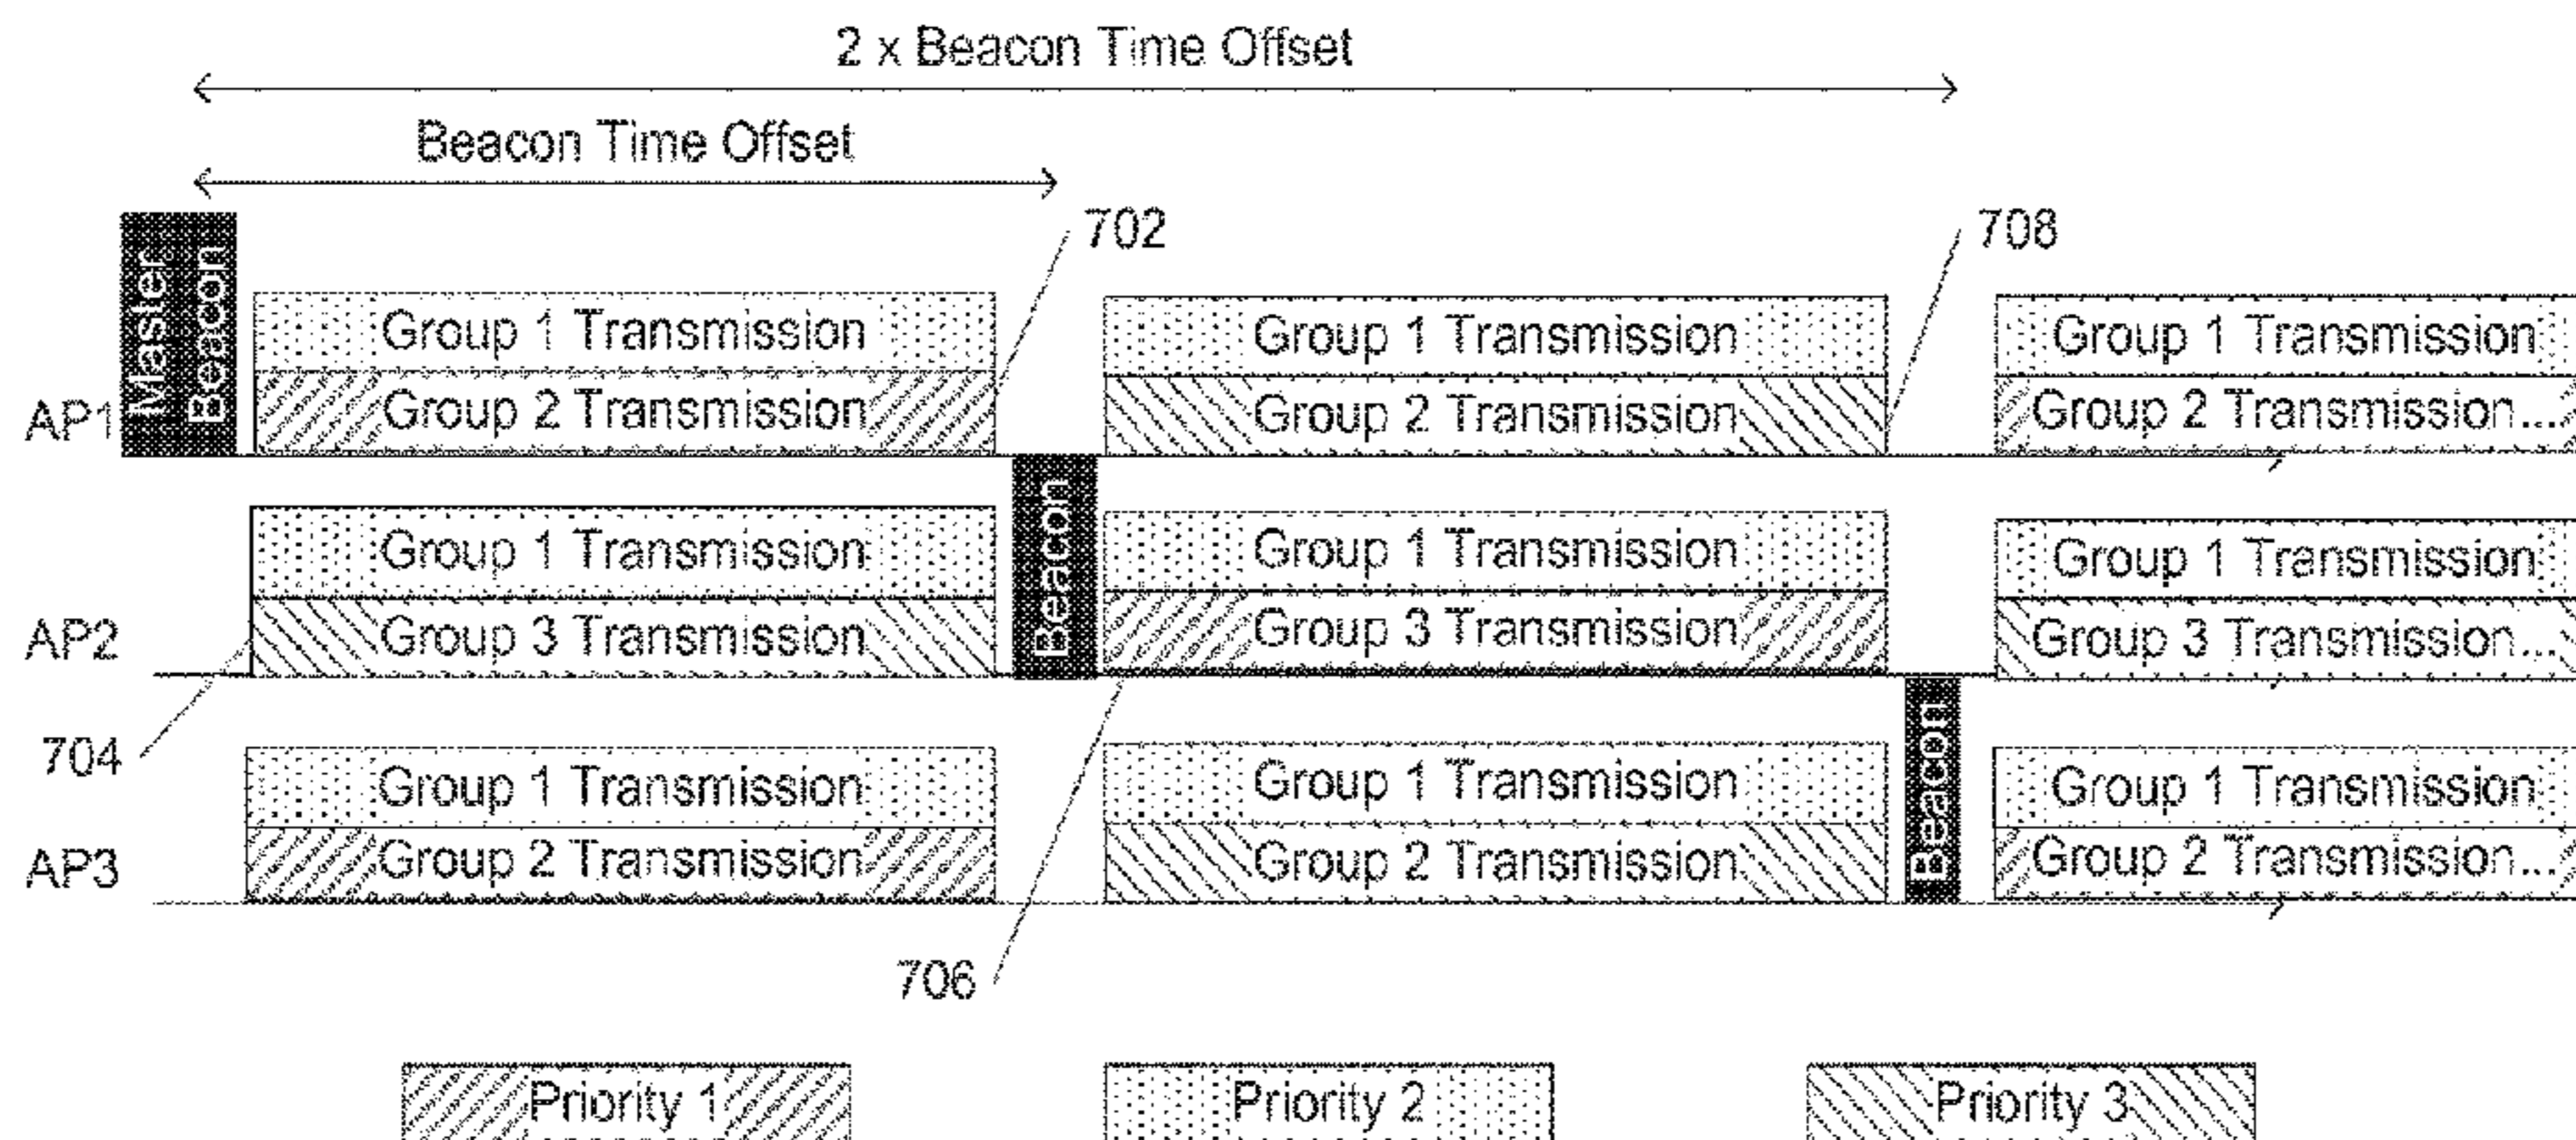 2 x Beacon Time Offset
Beacon Time Offset
702
708
Master
Beacon
Group 1 Transmission
Group 1 Transmission
Group 1 Transmission
AP1
Group 2 Transmission
Group 2 Transmission
Group 2 Transmission...
Beacon
Group 1 Transmission
Group 1 Transmission
Group 1 Transmission
AP2
Group 3 Transmission
Group 3 Transmission
Group 3 Transmission...
704
Beacon
Group 1 Transmission
Group 1 Transmission
Group 1 Transmission
AP3
Group 2 Transmission
Group 2 Transmission
Group 2 Transmission...
706
Priority 1
Priority 2
Priority 3